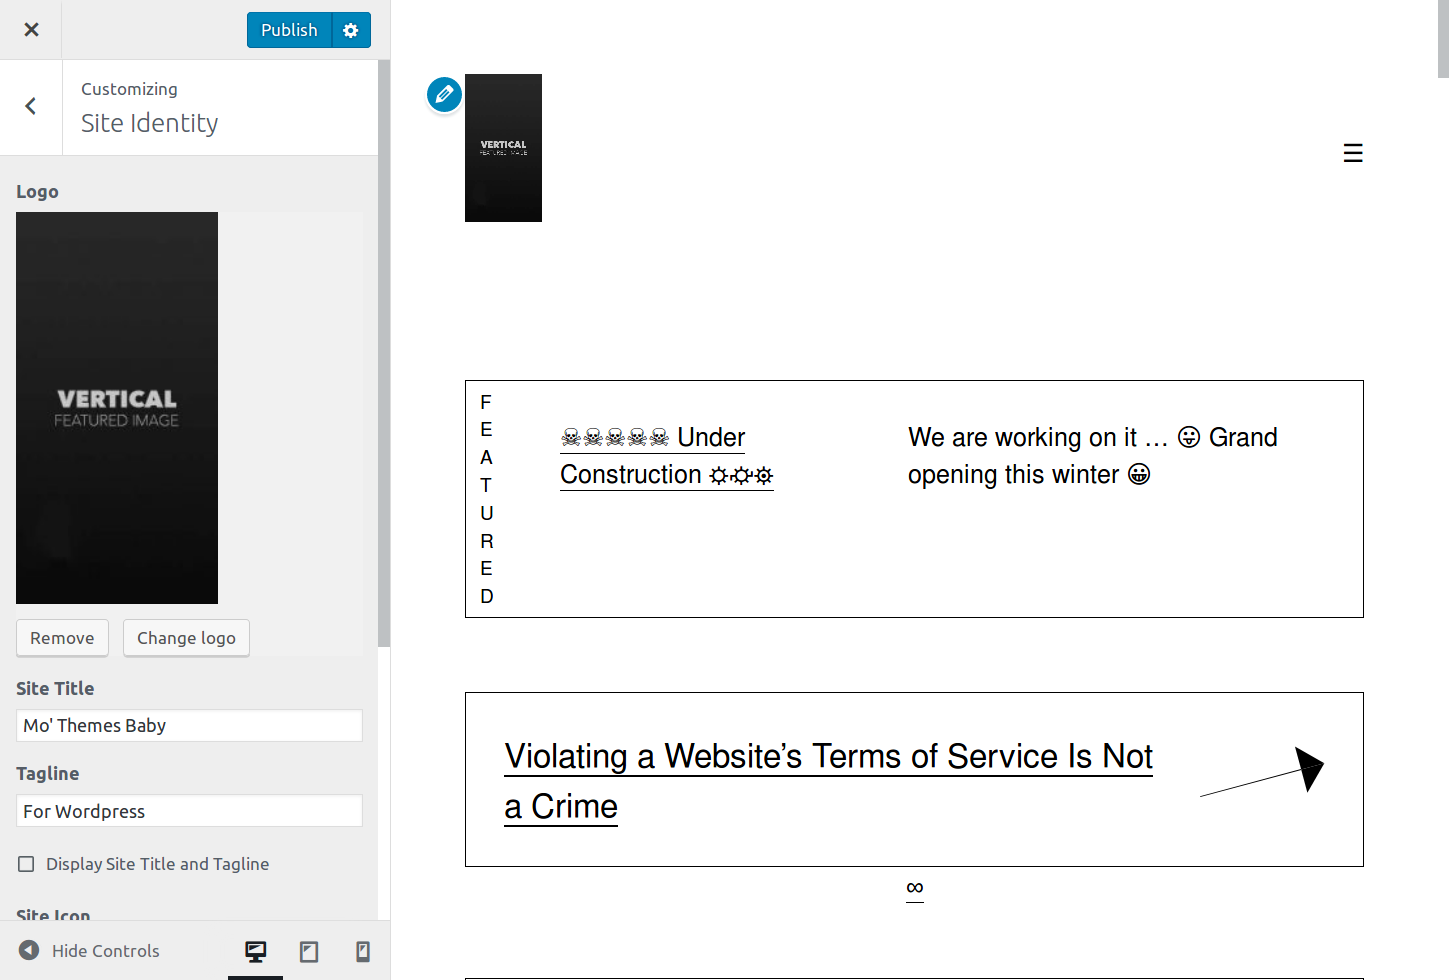 Publish
Customizing
Site Identity
Logo
VERTICAL
FEATURED IMAGE
Remove
Change logo
Site Title
Mo' Themes Baby
Tagline
For Wordpress
Display Site Title and Tagline
Site Icon
Hide Controls
VERTICAL
FEATURED IMAGE
☰
F
E
A
T
U
R
E
D
☠☠☠☠☠ Under
Construction ⛭⛮⛯
We are working on it … 😜 Grand
opening this winter 😀
Violating a Website’s Terms of Service Is Not
a Crime
∞